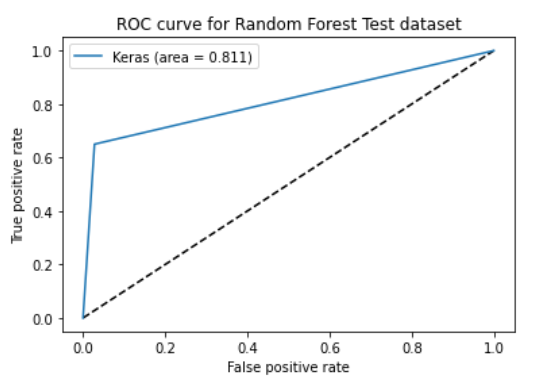 ROC curve for Random Forest Test dataset
Keras (area = 0.811)
True positive rate
1.0
0.8
0.6
0.4
0.2
0.0
0.0 0.2 0.4 0.6 0.8 1.0
False positive rate